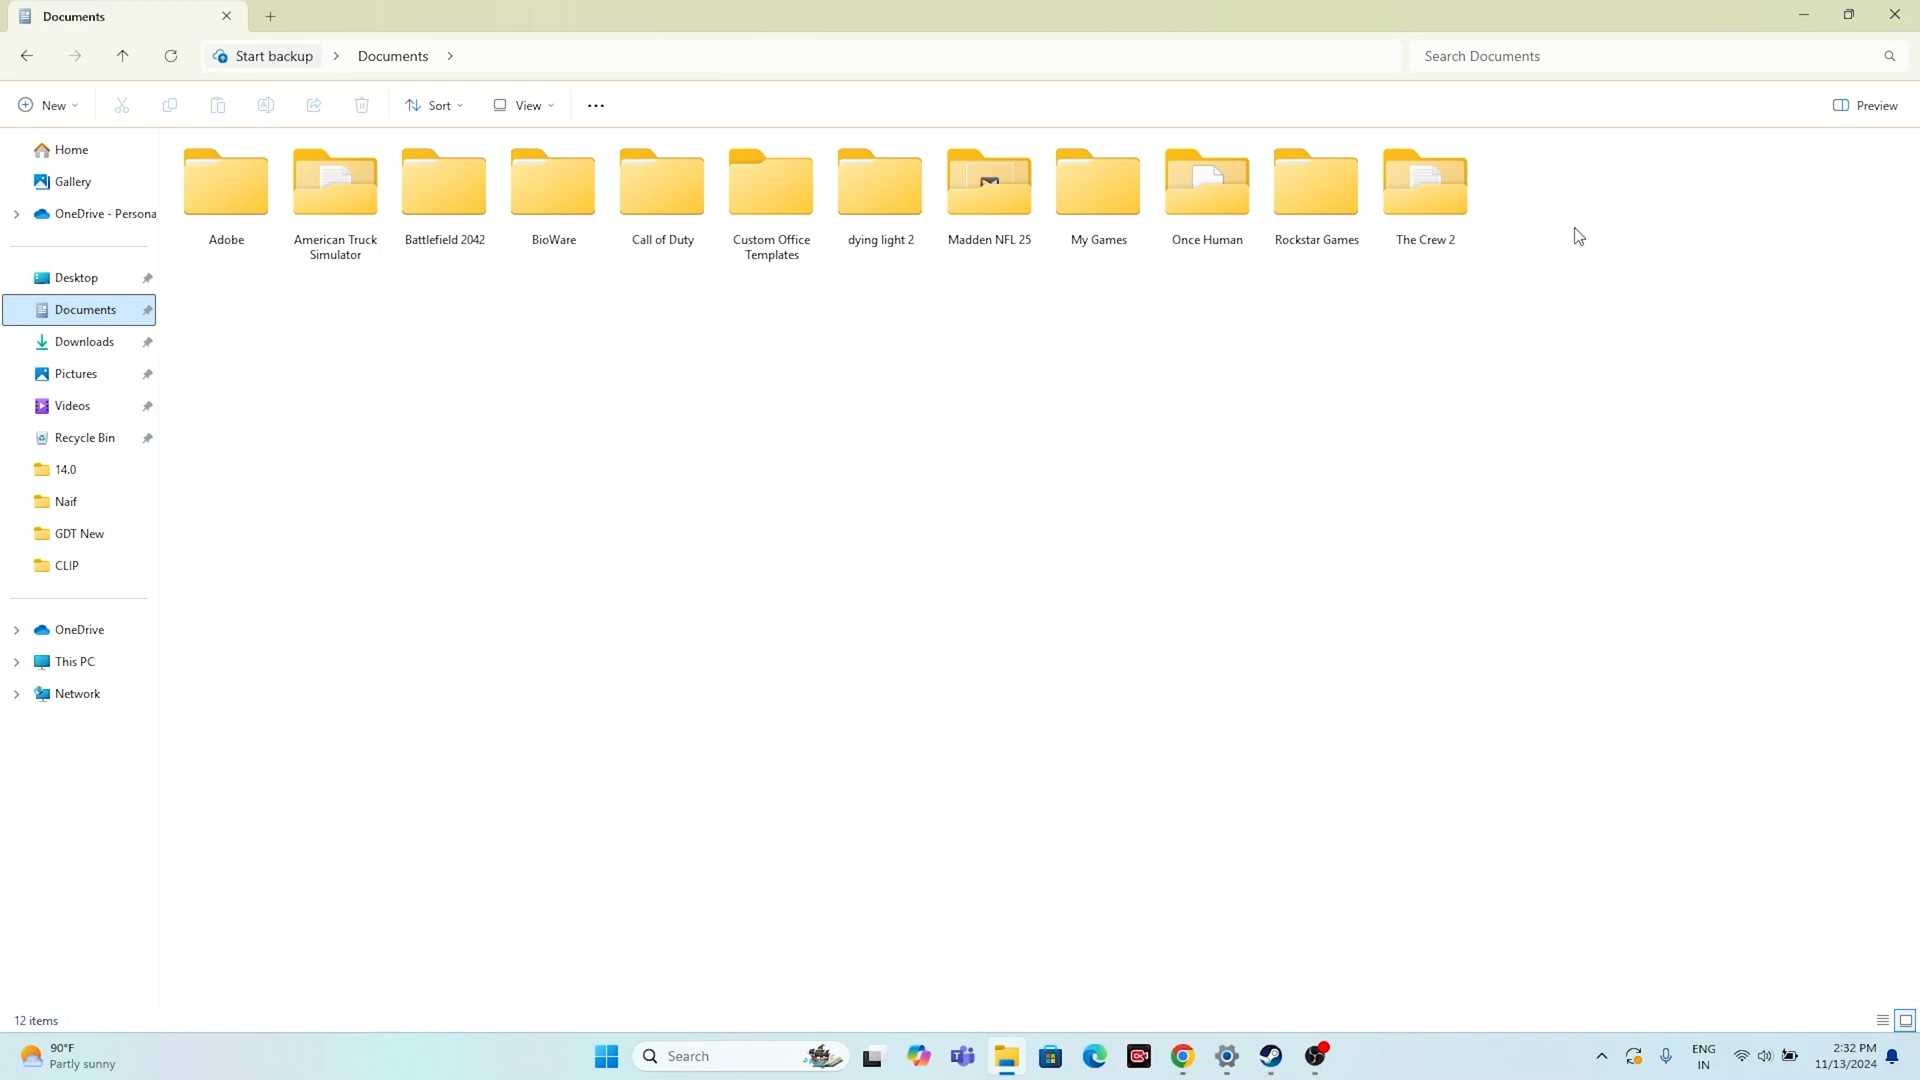 Documents
Start backup
Documents
Search Documents
New
Sort
View
Preview
Home
Gallery
OneDrive - Persona
Desktop
Documents
Downloads
Pictures
Videos
Recycle Bin
14.0
Naif
GDT New
CLIP
OneDrive
This PC
Network
Adobe
American Truck
Simulator
Battlefield 2042
BioWare
Call of Duty
Custom Office
Templates
dying light 2
Madden NFL 25
My Games
Once Human
Rockstar Games
The Crew 2
12 items
90°F
Partly sunny
Search
ENG
IN
2:32 PM
11/13/2024